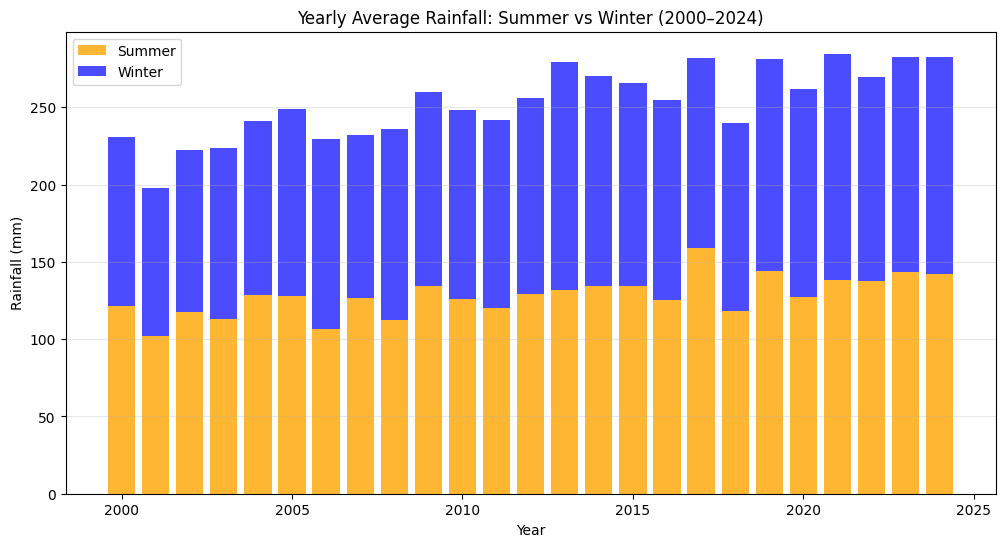 Yearly Average Rainfall: Summer vs Winter (2000–2024)
Summer
Winter
250
200
150
100
50
0
Rainfall (mm)
2000
2005
2010
2015
2020
2025
Year